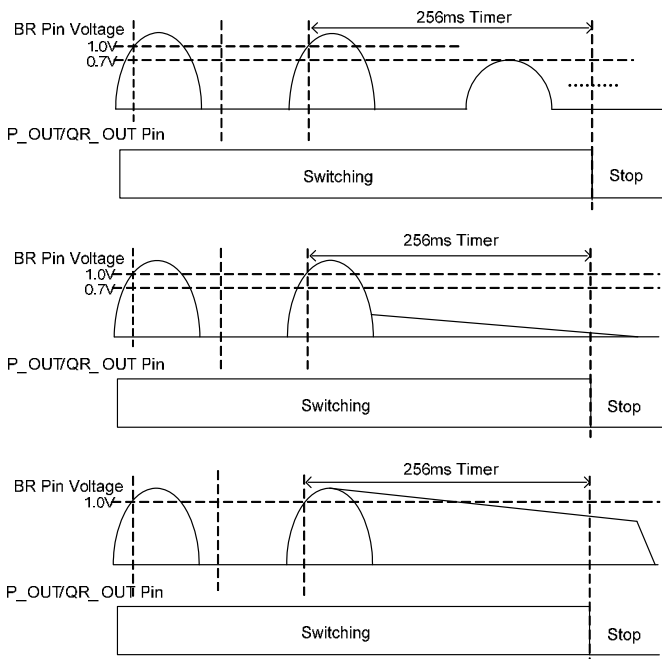 256ms Timer
BR Pin Voltage
1.0V
0.7V
P_OUT/QR_OUT Pin
Switching
Stop
256ms Timer
BR Pin Voltage
1.0V
0.7V
P_OUT/QR_OUT Pin
Switching
Stop
256ms Timer
BR Pin Voltage
1.0V
P_OUT/QR_OUT Pin
Switching
Stop